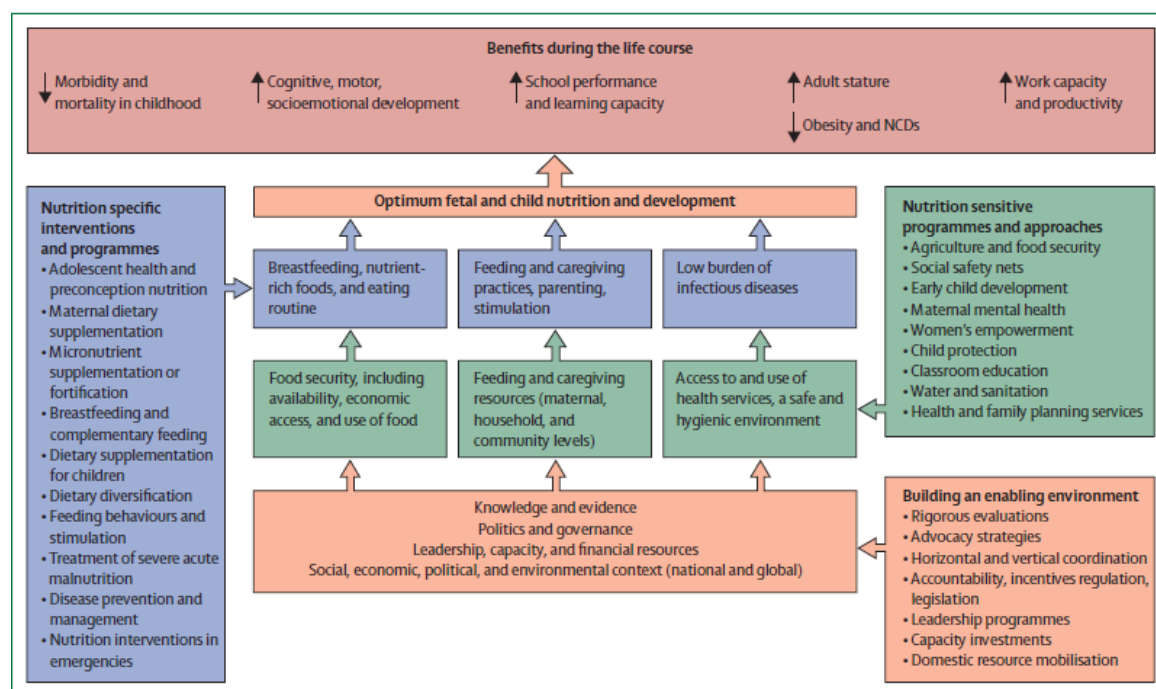 Benefits during the life course
Morbidity and
mortality in childhood
Cognitive, motor,
socioemotional development
School performance
and learning capacity
Adult stature
Obesity and NCDs
Work capacity
and productivity
Optimum fetal and child nutrition and development
Nutrition specific
interventions
and programmes
• Adolescent health and
preconception nutrition
• Maternal dietary
supplementation
• Micronutrient
supplementation or
fortification
• Breastfeeding and
complementary feeding
• Dietary supplementation
for children
• Dietary diversification
• Feeding behaviours and
stimulation
• Treatment of severe acute
malnutrition
• Disease prevention and
management
• Nutrition interventions in
emergencies
Breastfeeding, nutrient-
rich foods, and eating
routine
Feeding and caregiving
practices, parenting,
stimulation
Low burden of
infectious diseases
Food security, including
availability, economic
access, and use of food
Feeding and caregiving
resources (maternal,
household, and
community levels)
Access to and use of
health services, a safe and
hygienic environment
Knowledge and evidence
Politics and governance
Leadership, capacity, and financial resources
Social, economic, political, and environmental context (national and global)
Nutrition sensitive
programmes and approaches
• Agriculture and food security
• Social safety nets
• Early child development
• Maternal mental health
• Women's empowerment
• Child protection
• Classroom education
• Water and sanitation
• Health and family planning services
Building an enabling environment
• Rigorous evaluations
• Advocacy strategies
• Horizontal and vertical coordination
• Accountability, incentives regulation,
legislation
• Leadership programmes
• Capacity investments
• Domestic resource mobilisation